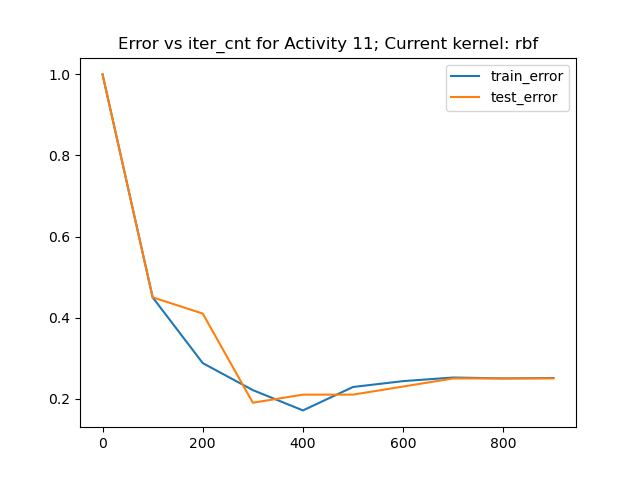 Error vs iter_cnt for Activity 11; Current kernel: rbf
train_error
test_error
1.0
0.8
0.6
0.4
0.2
0 200 400 600 800